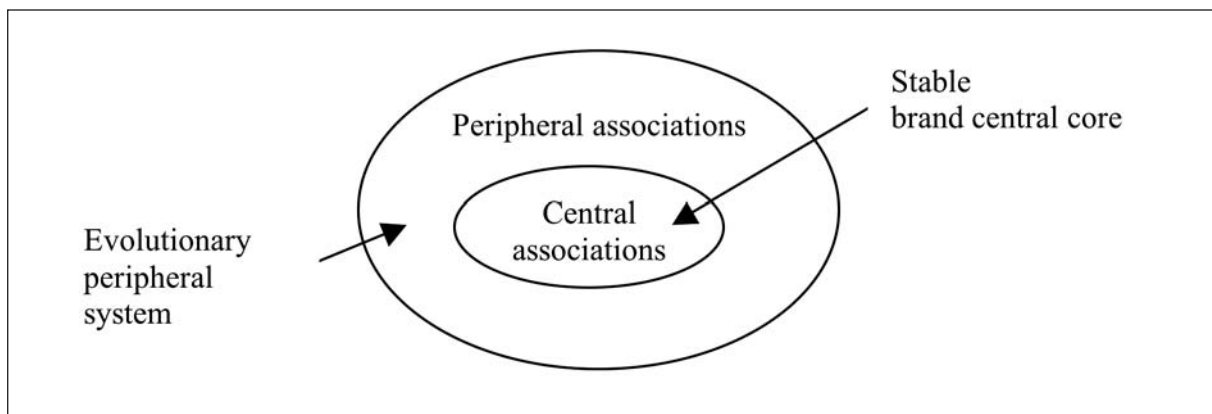 Stable
brand central core
Peripheral associations
Central
associations
Evolutionary
peripheral
system